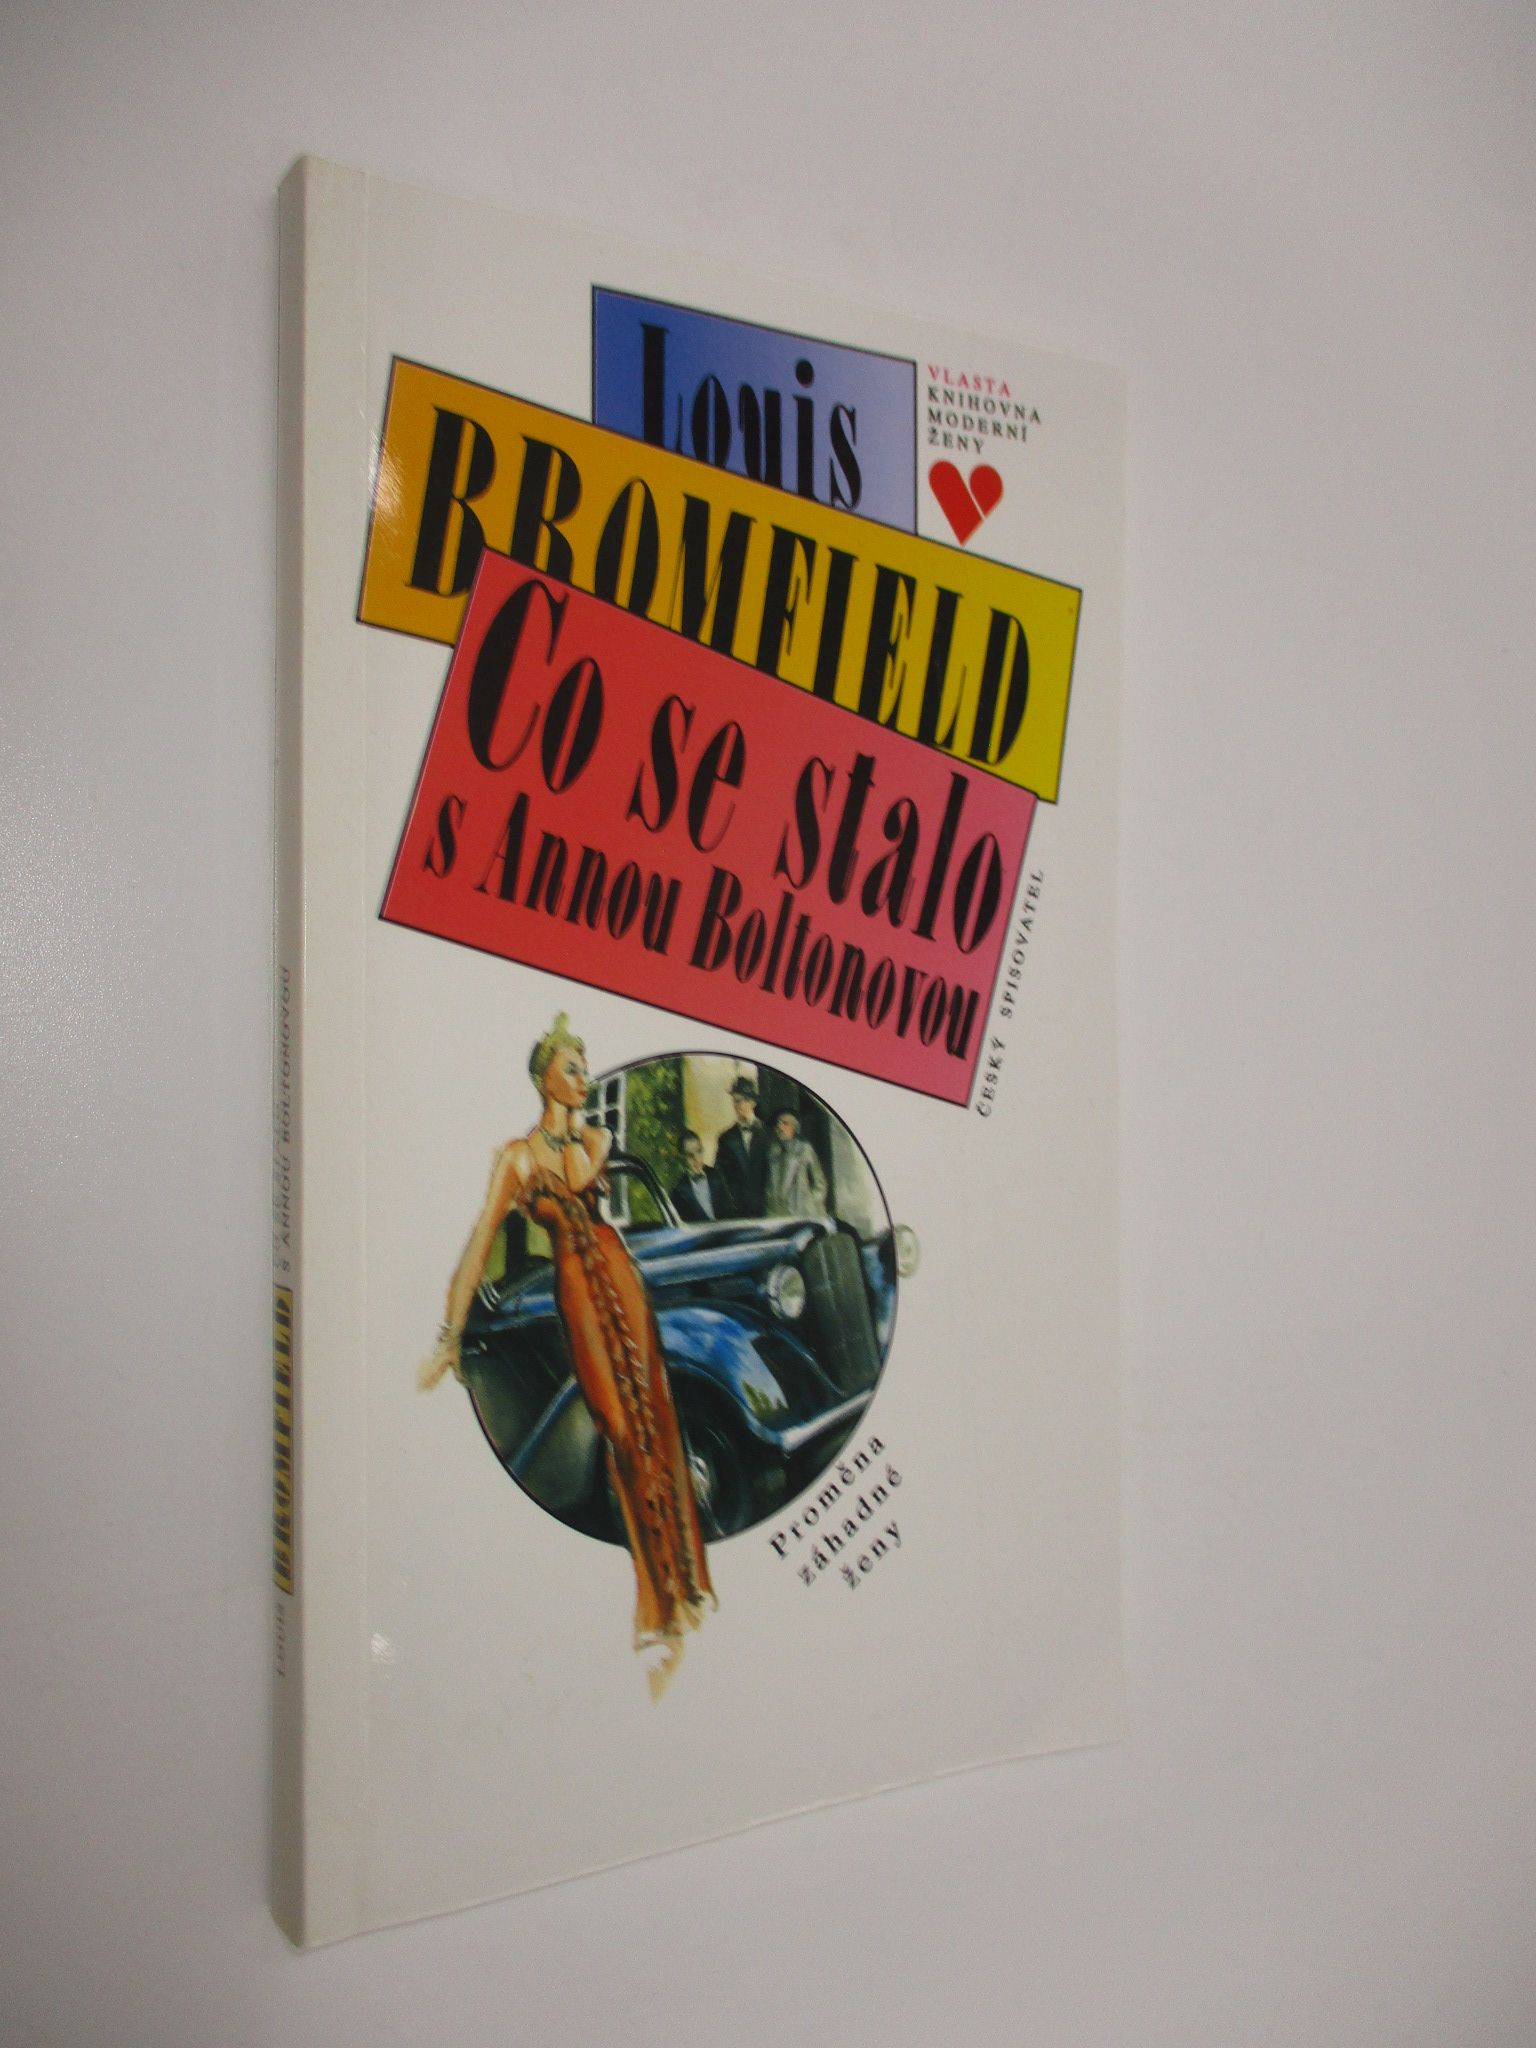 Louis
BROMFIELD
VLASTA
KNIHOVNA
MODERNÍ
ŽENY
Co se stalo
s Annou Boltonovou
ČESKÝ SPISOVATEL
Proměna
záhadné
ženy
LOUIS BROMFIELD
S ANNOU BOLTONOVOU